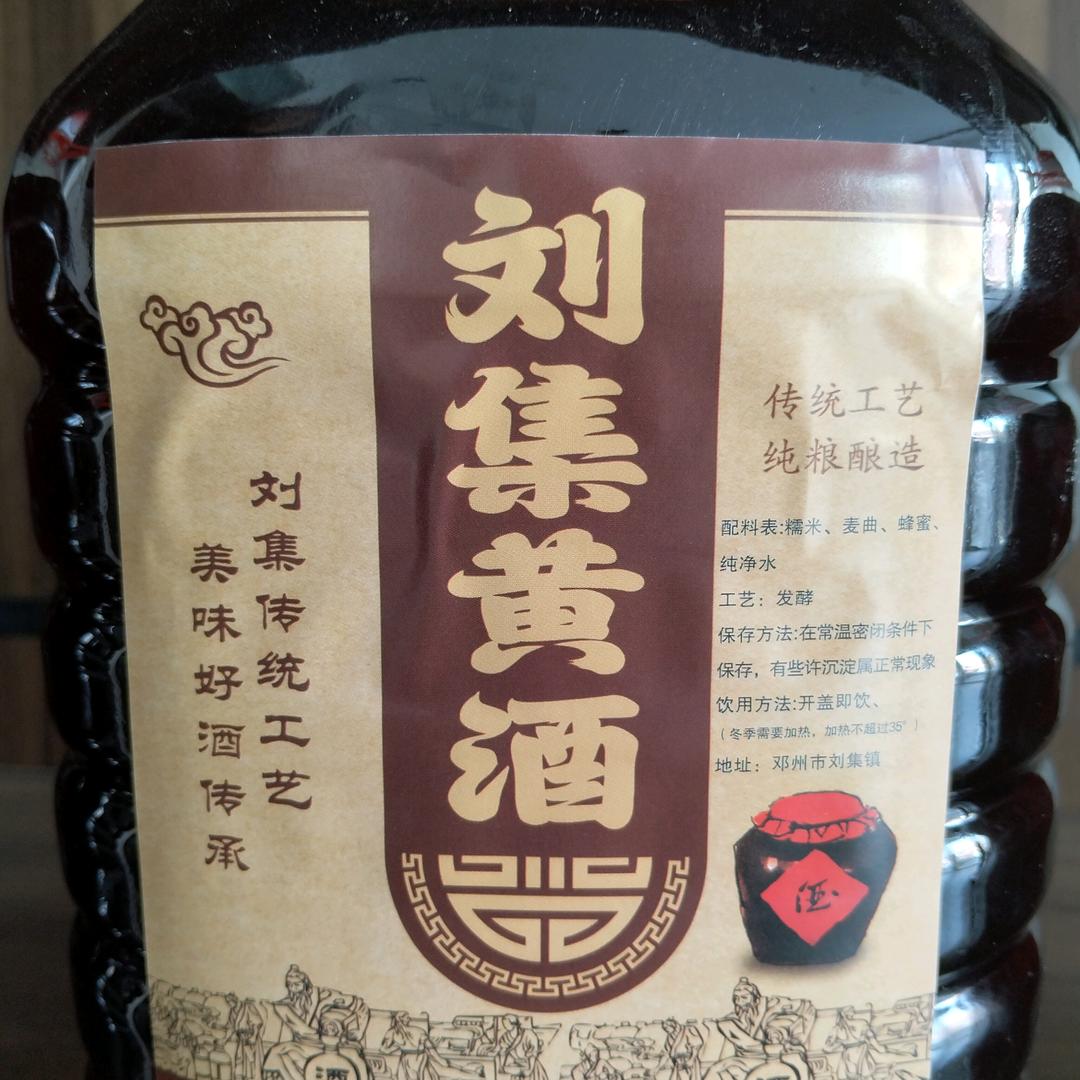 刘集黄酒
刘集传统工艺
美味好酒传承
传统工艺
纯粮酿造
配料表:糯米、麦曲、蜂蜜、
纯净水
工艺：发酵
保存方法:在常温密闭条件下
保存，有些许沉淀属正常现象
饮用方法:开盖即饮、
（冬季需要加热，加热不超过35°）
地址：邓州市刘集镇
酒
酒
酒